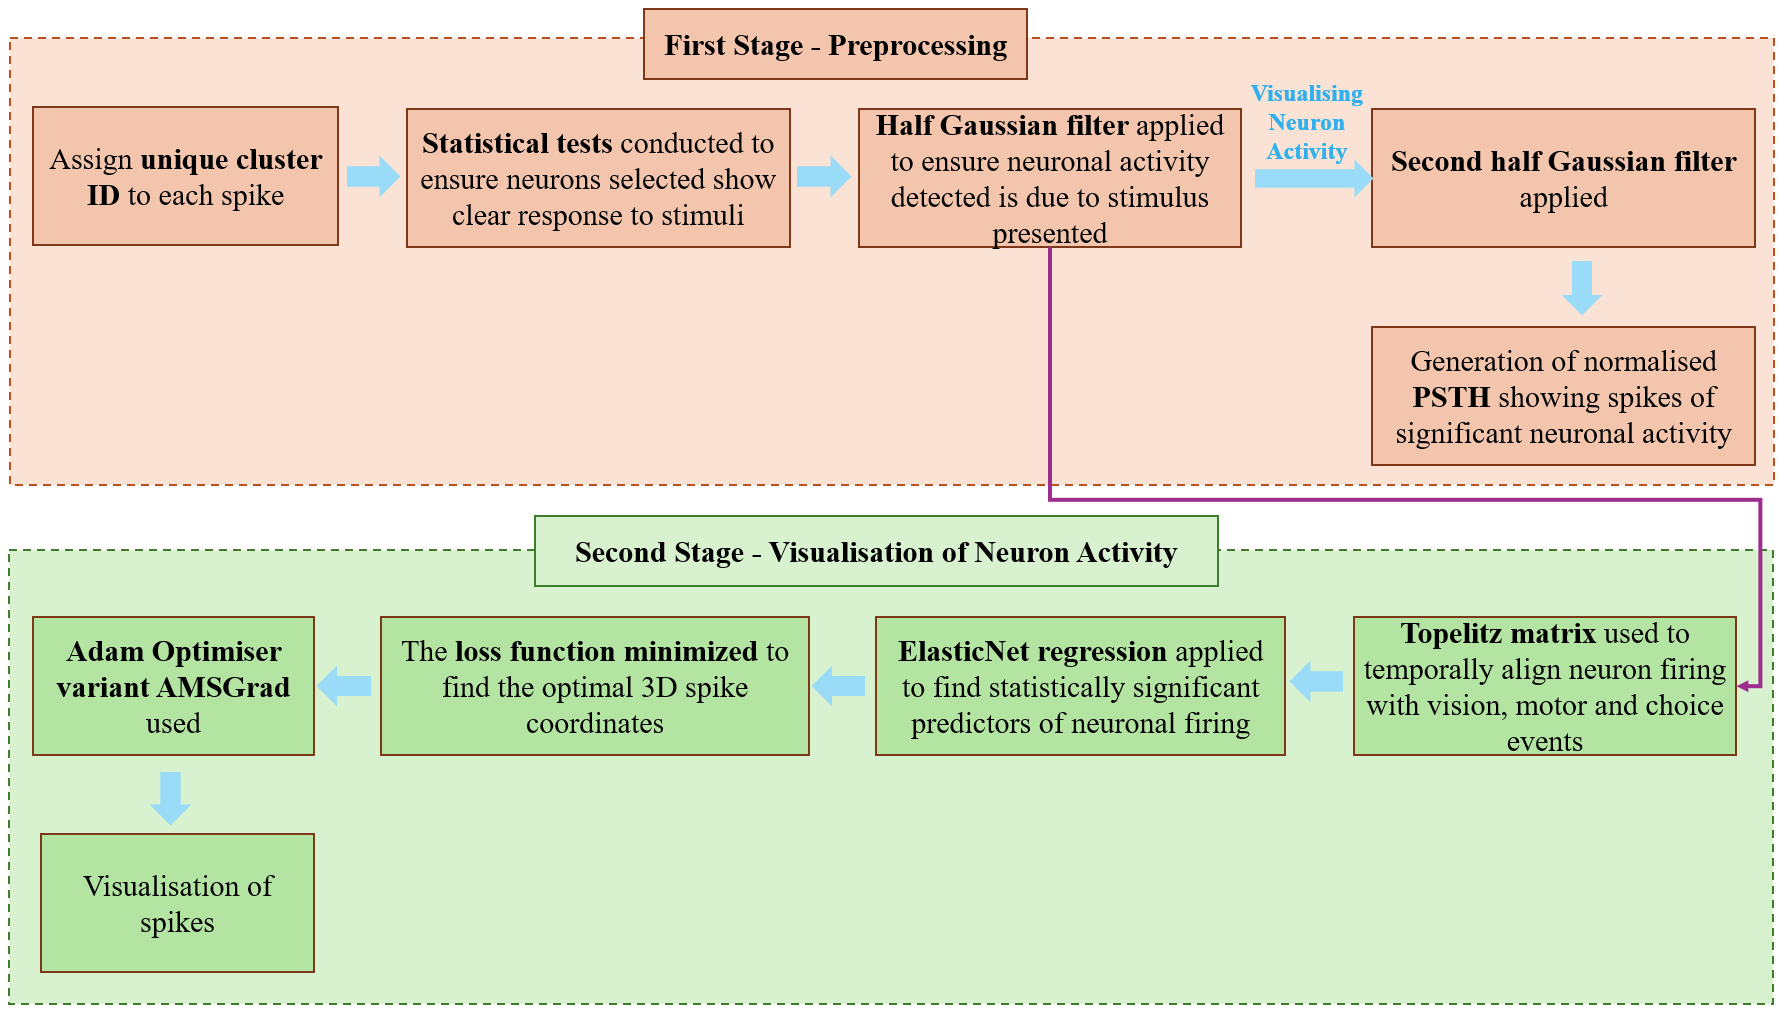 First Stage - Preprocessing
Assign unique cluster
ID to each spike
Statistical tests conducted to
ensure neurons selected show
clear response to stimuli
Half Gaussian filter applied
to ensure neuronal activity
detected is due to stimulus
presented
Visualising
Neuron
Activity
Second half Gaussian filter
applied
Generation of normalised
PSTH showing spikes of
significant neuronal activity
Second Stage - Visualisation of Neuron Activity
Topelitz matrix used to
temporally align neuron firing
with vision, motor and choice
events
ElasticNet regression applied
to find statistically significant
predictors of neuronal firing
The loss function minimized to
find the optimal 3D spike
coordinates
Adam Optimiser
variant AMSGrad
used
Visualisation of
spikes